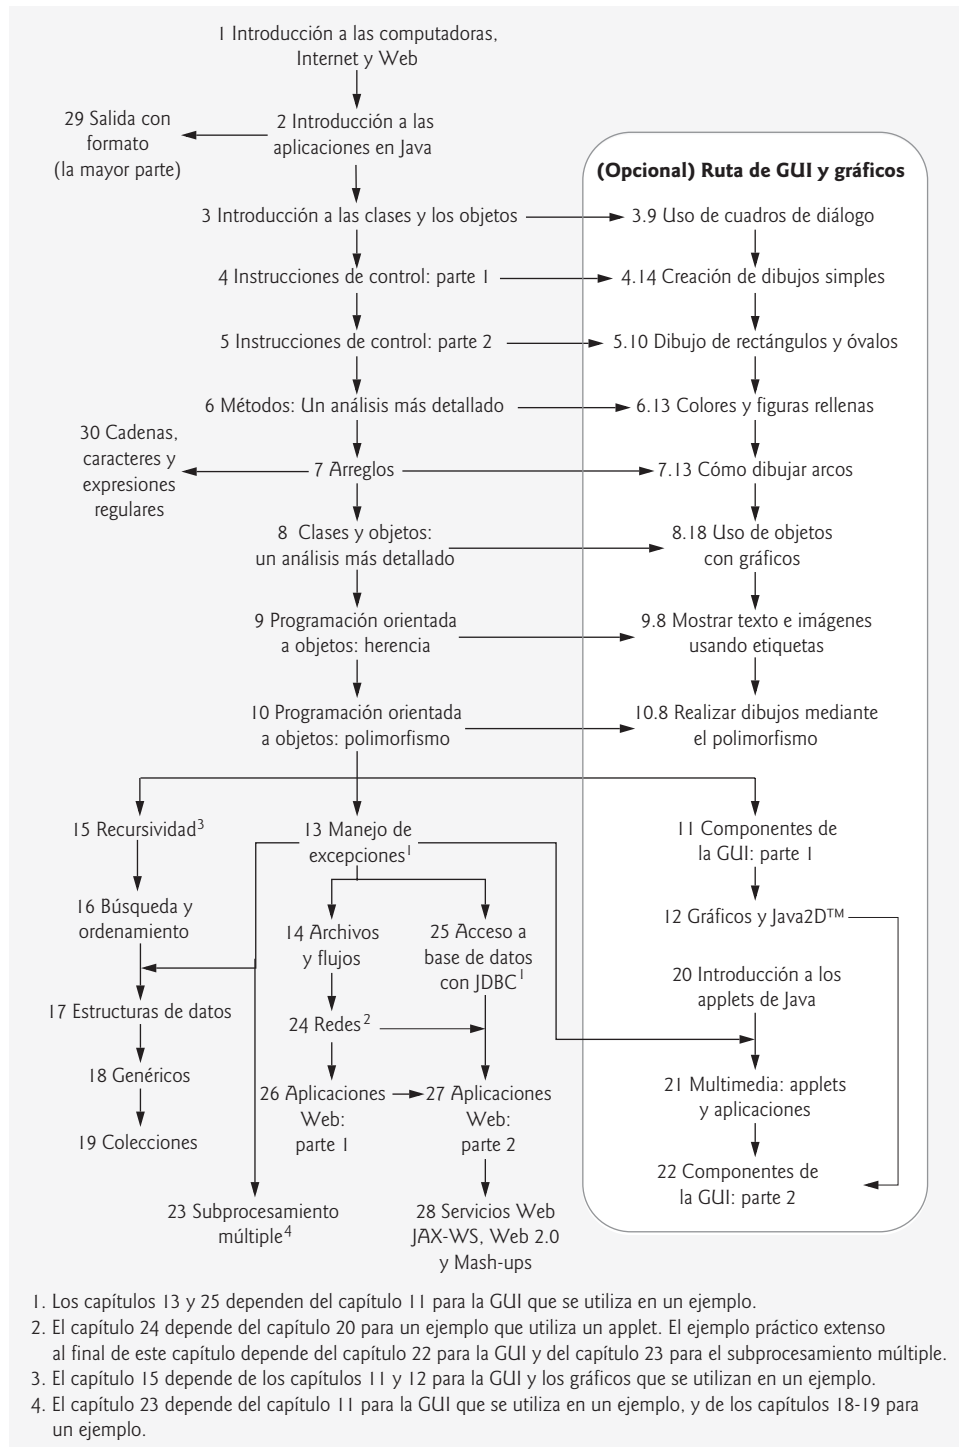 1 Introducción a las computadoras,
Internet y Web
29 Salida con
formato
(la mayor parte)
2 Introducción a las
aplicaciones en Java
(Opcional) Ruta de GUI y gráficos
3 Introducción a las clases y los objetos
3.9 Uso de cuadros de diálogo
4 Instrucciones de control: parte 1
4.14 Creación de dibujos simples
5 Instrucciones de control: parte 2
5.10 Dibujo de rectángulos y óvalos
6 Métodos: Un análisis más detallado
6.13 Colores y figuras rellenas
30 Cadenas,
caracteres y
expresiones
regulares
7 Arreglos
7.13 Cómo dibujar arcos
8 Clases y objetos:
un análisis más detallado
8.18 Uso de objetos
con gráficos
9 Programación orientada
a objetos: herencia
9.8 Mostrar texto e imágenes
usando etiquetas
10 Programación orientada
a objetos: polimorfismo
10.8 Realizar dibujos mediante
el polimorfismo
15 Recursividad3
13 Manejo de
excepciones1
11 Componentes de
la GUI: parte 1
16 Búsqueda y
ordenamiento
14 Archivos
y flujos
25 Acceso a
base de datos
con JDBC1
12 Gráficos y Java2D™
20 Introducción a los
applets de Java
17 Estructuras de datos
24 Redes2
18 Genéricos
26 Aplicaciones
Web:
parte 1
27 Aplicaciones
Web:
parte 2
21 Multimedia: applets
y aplicaciones
19 Colecciones
22 Componentes de
la GUI: parte 2
23 Subprocesamiento
múltiple4
28 Servicios Web
JAX-WS, Web 2.0
y Mash-ups
1. Los capítulos 13 y 25 dependen del capítulo 11 para la GUI que se utiliza en un ejemplo.
2. El capítulo 24 depende del capítulo 20 para un ejemplo que utiliza un applet. El ejemplo práctico extenso
al final de este capítulo depende del capítulo 22 para la GUI y del capítulo 23 para el subprocesamiento múltiple.
3. El capítulo 15 depende de los capítulos 11 y 12 para la GUI y los gráficos que se utilizan en un ejemplo.
4. El capítulo 23 depende del capítulo 11 para la GUI que se utiliza en un ejemplo, y de los capítulos 18-19 para
un ejemplo.